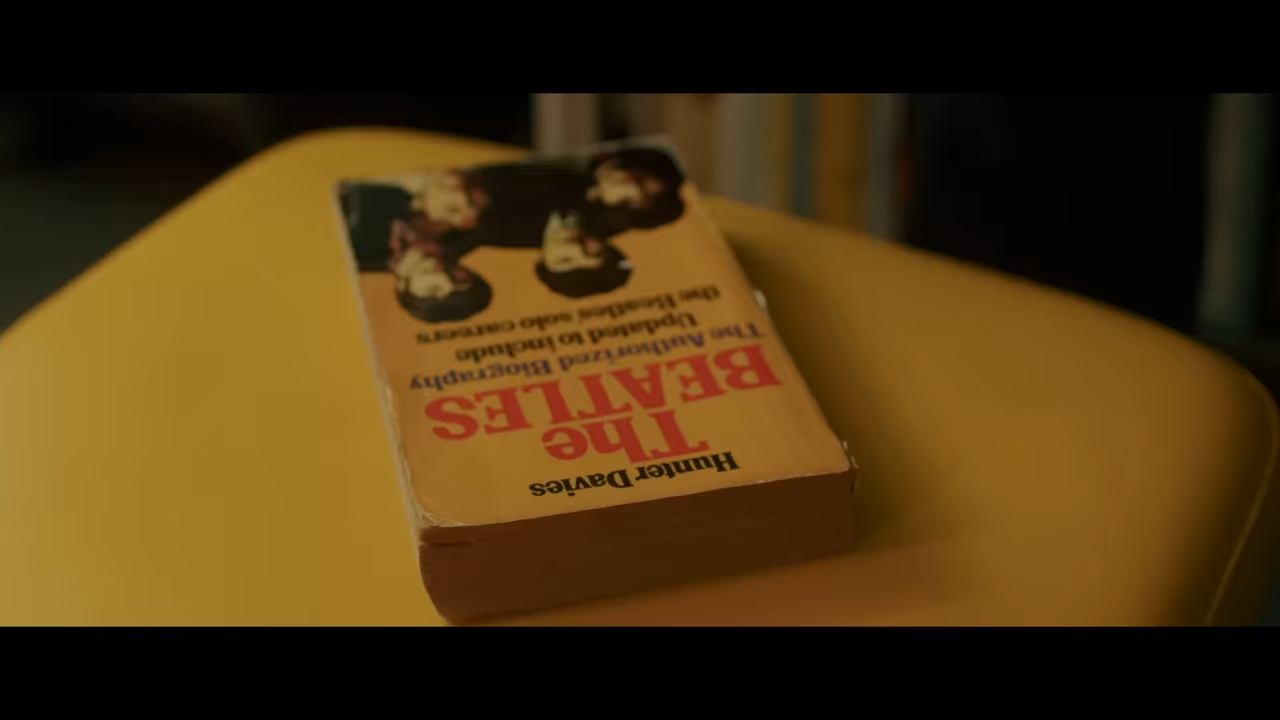 Hunter Davies
The
BEATLES
The Authorized Biography
Updated to include
the Beatles' solo careers